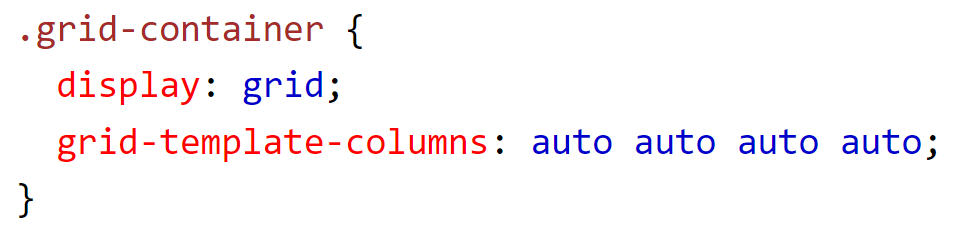 .grid-container {
  display: grid;
  grid-template-columns: auto auto auto auto;
}